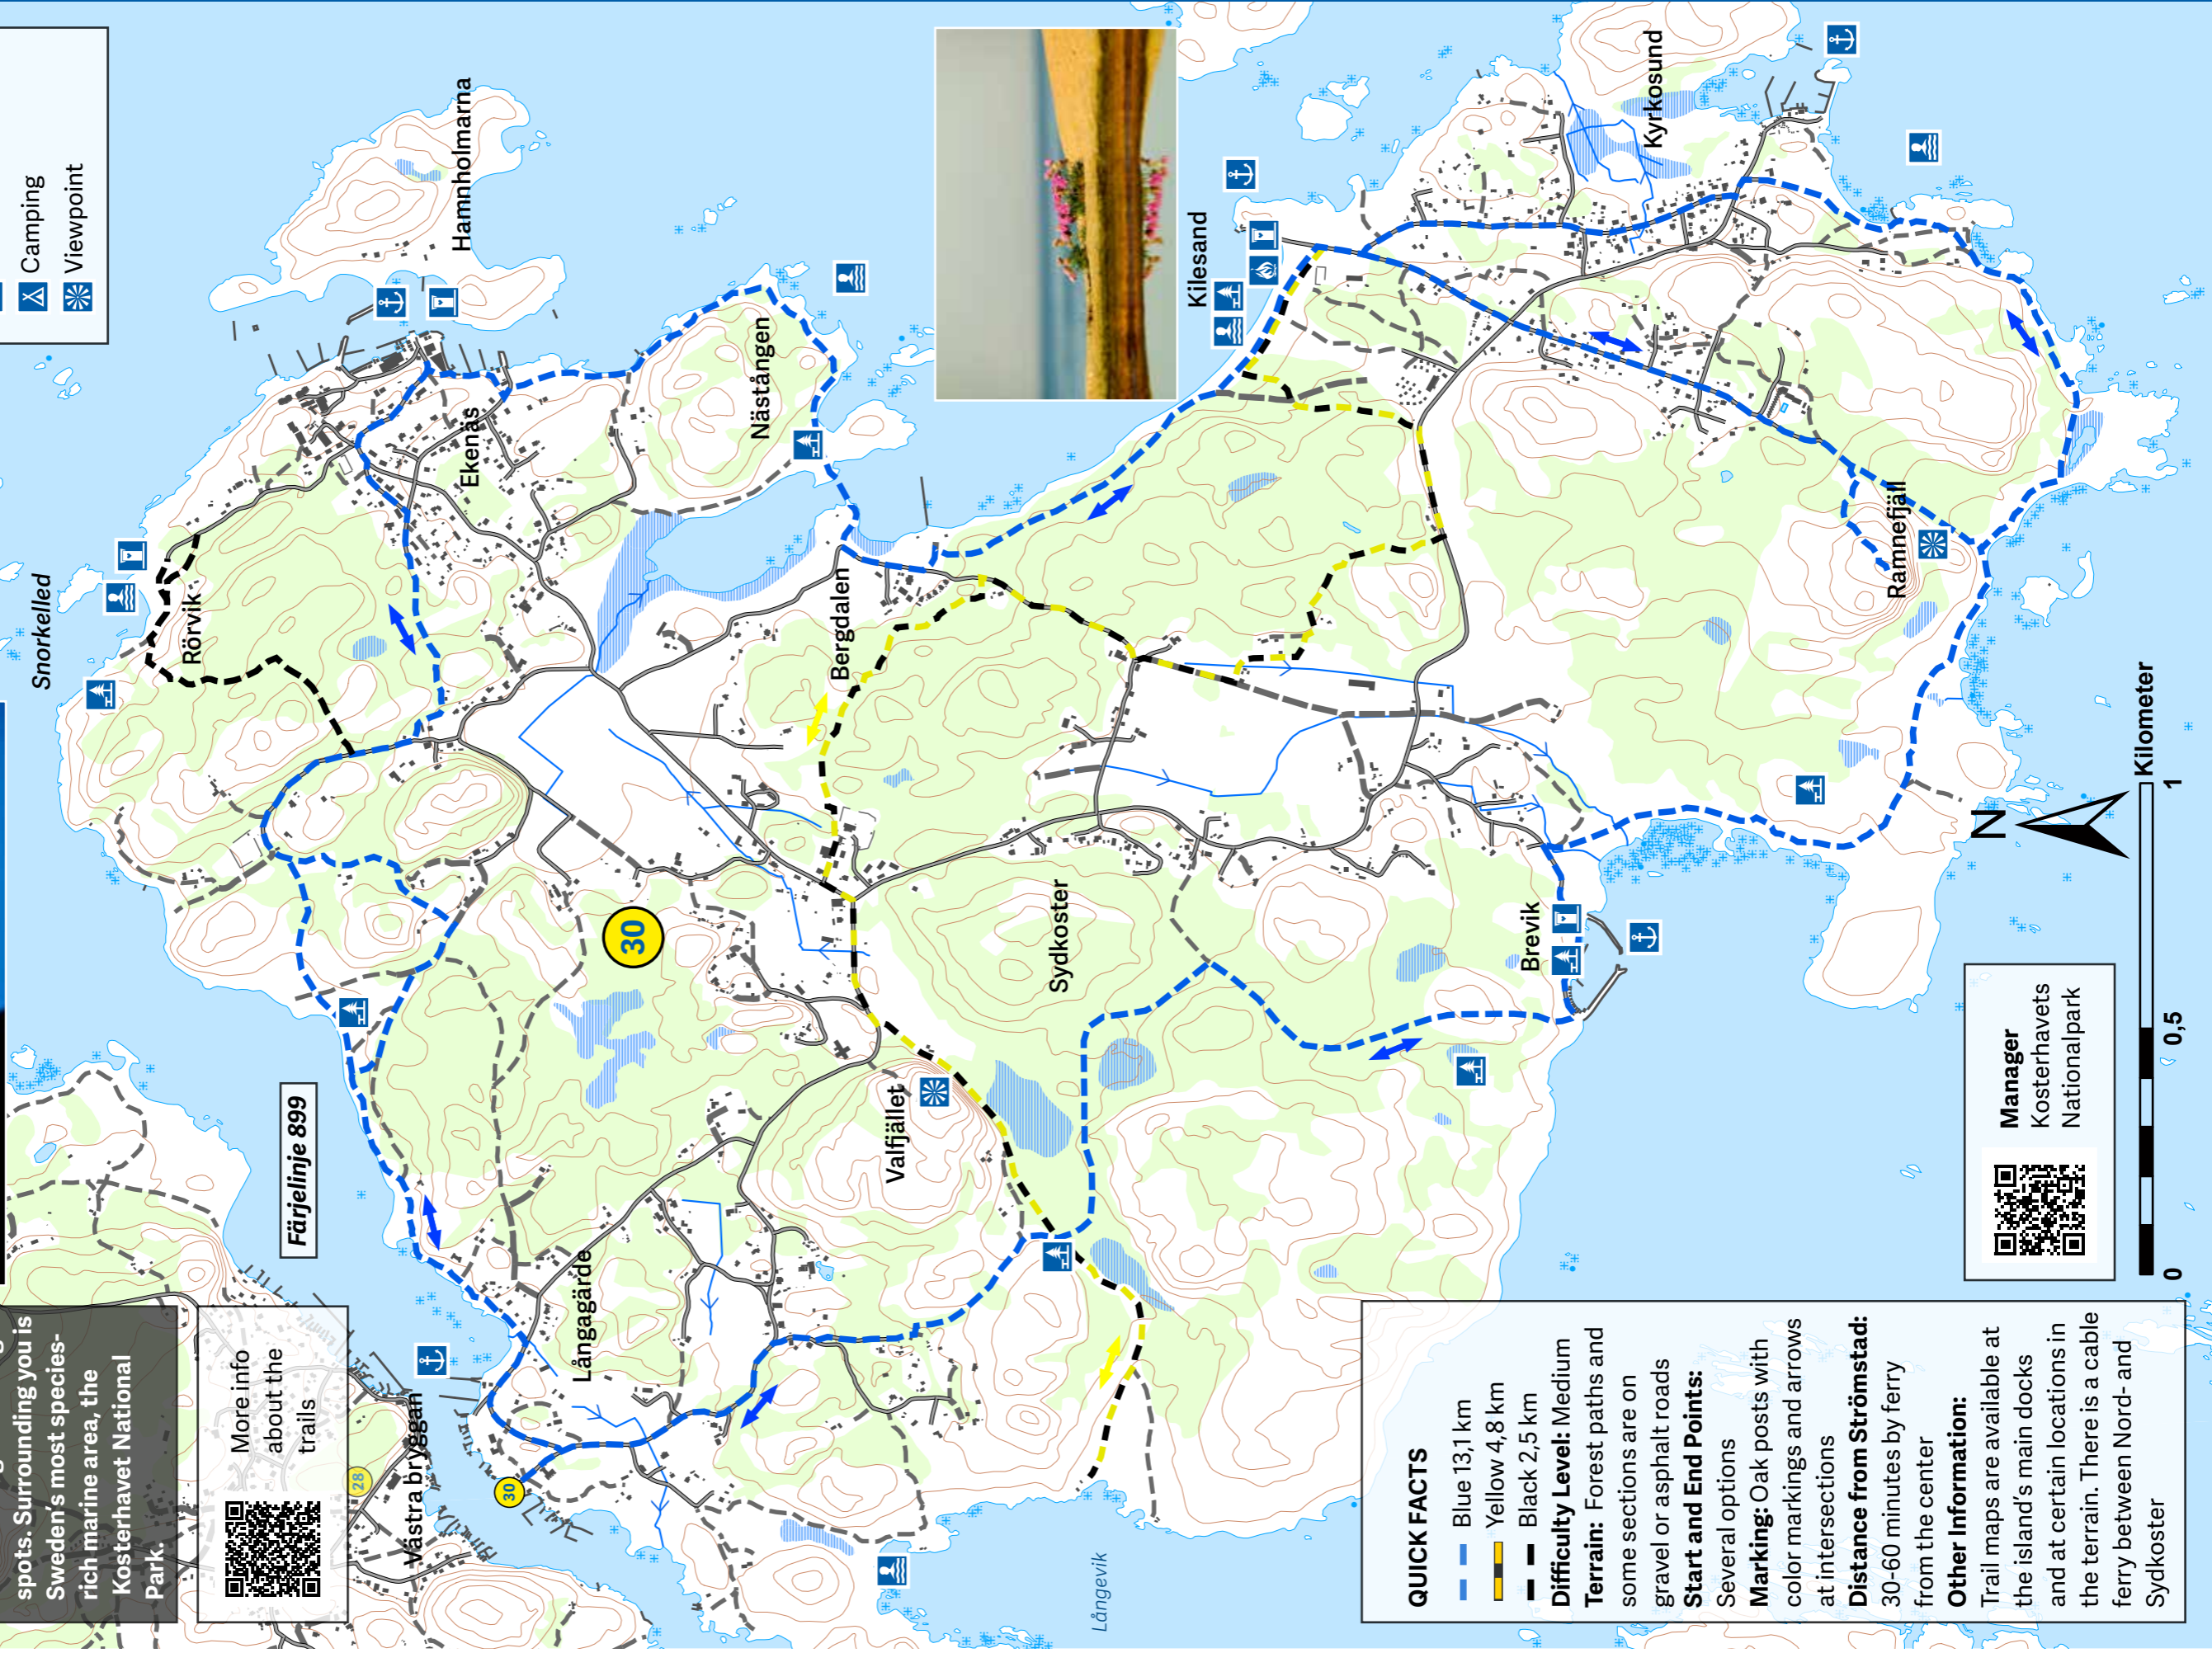 Camping
Viewpoint
spots. Surrounding you is
Sweden's most species-
rich marine area, the
Kosterhavet National
Park.
More info
about the
trails
28
Västra bryggan
Färjelinje 899
Snorkelled
Rörvik
Hamnholmarna
Ekenäs
Nästången
Bergdalen
Långagärde
30
30
Valfjället
Sydkoster
Kilesand
Kyrkosund
Ramnefjäll
Brevik
Långevik
QUICK FACTS
Blue 13,1 km
Yellow 4,8 km
Black 2,5 km
Difficulty Level: Medium
Terrain: Forest paths and
some sections are on
gravel or asphalt roads
Start and End Points:
Several options
Marking: Oak posts with
color markings and arrows
at intersections
Distance from Strömstad:
30-60 minutes by ferry
from the center
Other Information:
Trail maps are available at
the island's main docks
and at certain locations in
the terrain. There is a cable
ferry between Nord- and
Sydkoster
Manager
Kosterhavets
Nationalpark
N
0 0,5 1 Kilometer